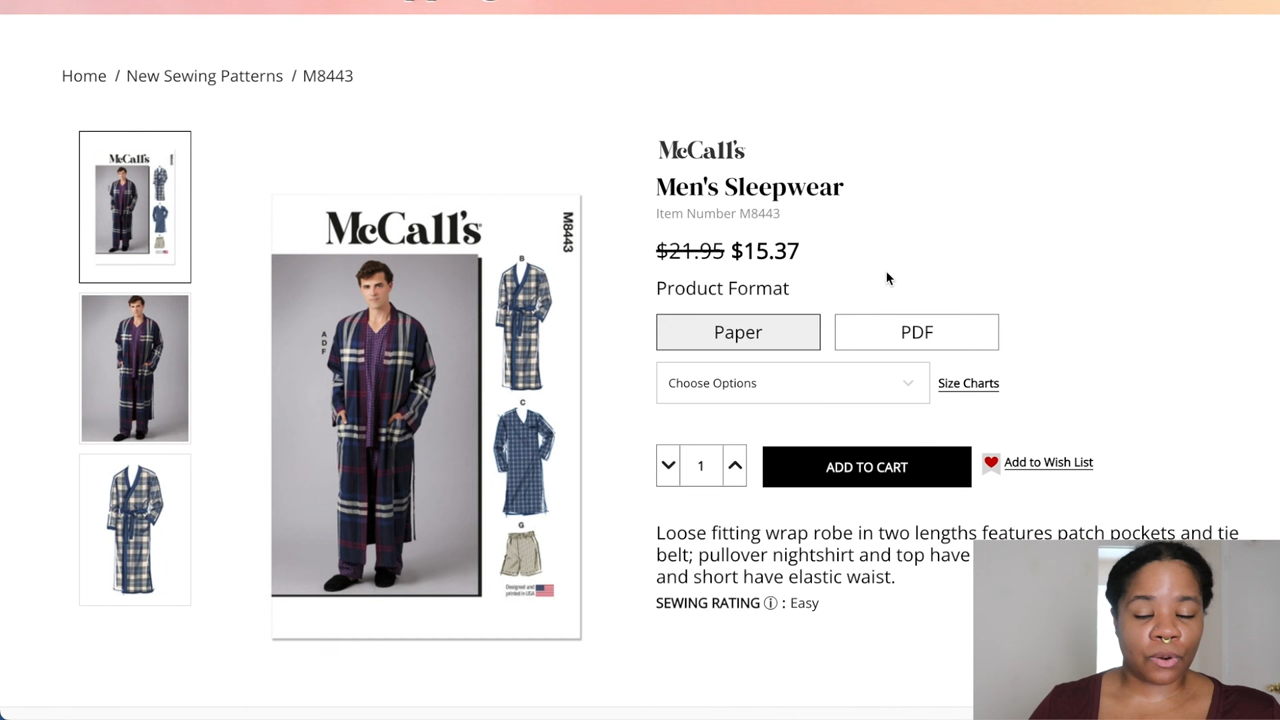 Home / New Sewing Patterns / M8443
McCall's
Men's Sleepwear
Item Number M8443
$21.95 $15.37
Product Format
Paper
PDF
Choose Options
Size Charts
1
ADD TO CART
Add to Wish List
Loose fitting wrap robe in two lengths features patch pockets and tie
belt; pullover nightshirt and top have
and short have elastic waist.
SEWING RATING ⓘ : Easy
McCall's
M8443
A
D
F
B
C
G
Designed and
printed in USA
McCall's